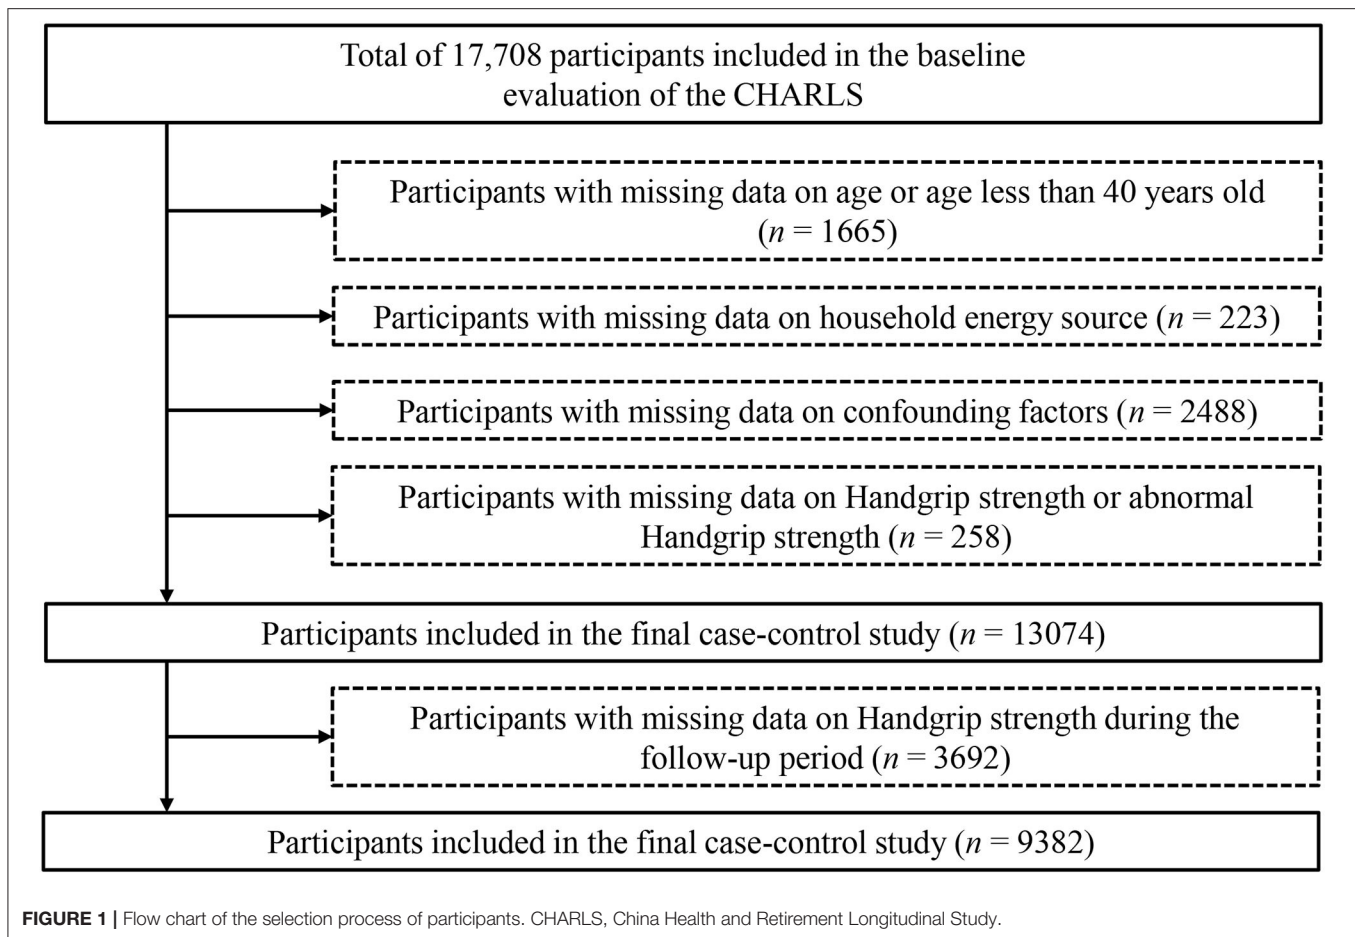 Total of 17,708 participants included in the baseline
evaluation of the CHARLS
Participants with missing data on age or age less than 40 years old
(n = 1665)
Participants with missing data on household energy source (n = 223)
Participants with missing data on confounding factors (n = 2488)
Participants with missing data on Handgrip strength or abnormal
Handgrip strength (n = 258)
Participants included in the final case-control study (n = 13074)
Participants with missing data on Handgrip strength during the
follow-up period (n = 3692)
Participants included in the final case-control study (n = 9382)
FIGURE 1 | Flow chart of the selection process of participants. CHARLS, China Health and Retirement Longitudinal Study.